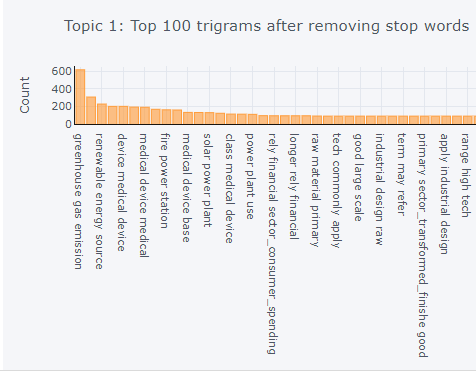 Topic 1: Top 100 trigrams after removing stop words
Count
600
400
200
0
greenhouse gas emission
renewable energy source
device medical device
medical device medical
fire power station
medical device base
solar power plant
class medical device
power plant use
rely financial sector_consumer_spending
longer rely financial
raw material primary
tech commonly apply
good large scale
industrial design raw
term may refer
primary sector_transformed_finishe good
apply industrial design
range high tech